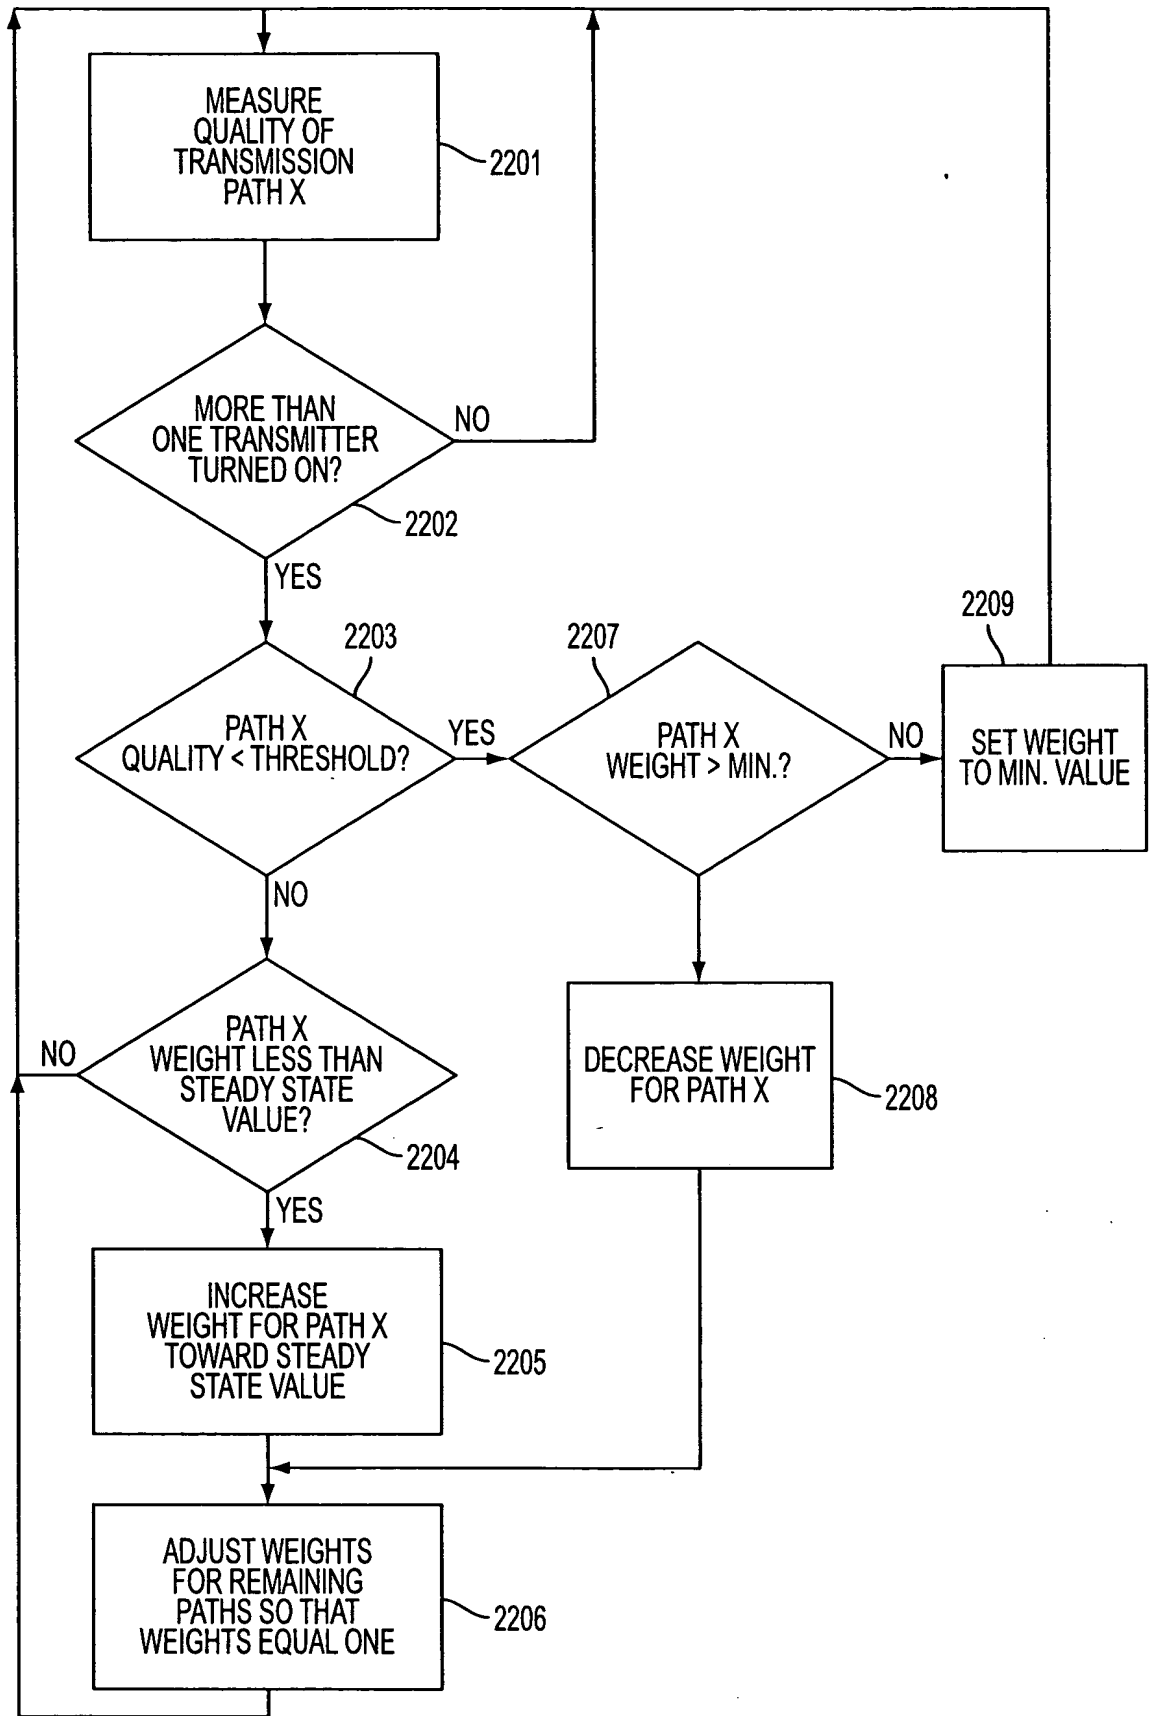 MEASURE
QUALITY OF
TRANSMISSION
PATH X
2201
MORE THAN
ONE TRANSMITTER
TURNED ON?
NO
2202
YES
2203
PATH X
QUALITY < THRESHOLD?
YES
NO
2207
PATH X
WEIGHT > MIN.?
NO
2209
SET WEIGHT
TO MIN. VALUE
PATH X
WEIGHT LESS THAN
STEADY STATE
VALUE?
NO
2204
YES
DECREASE WEIGHT
FOR PATH X
2208
INCREASE
WEIGHT FOR PATH X
TOWARD STEADY
STATE VALUE
2205
ADJUST WEIGHTS
FOR REMAINING
PATHS SO THAT
WEIGHTS EQUAL ONE
2206